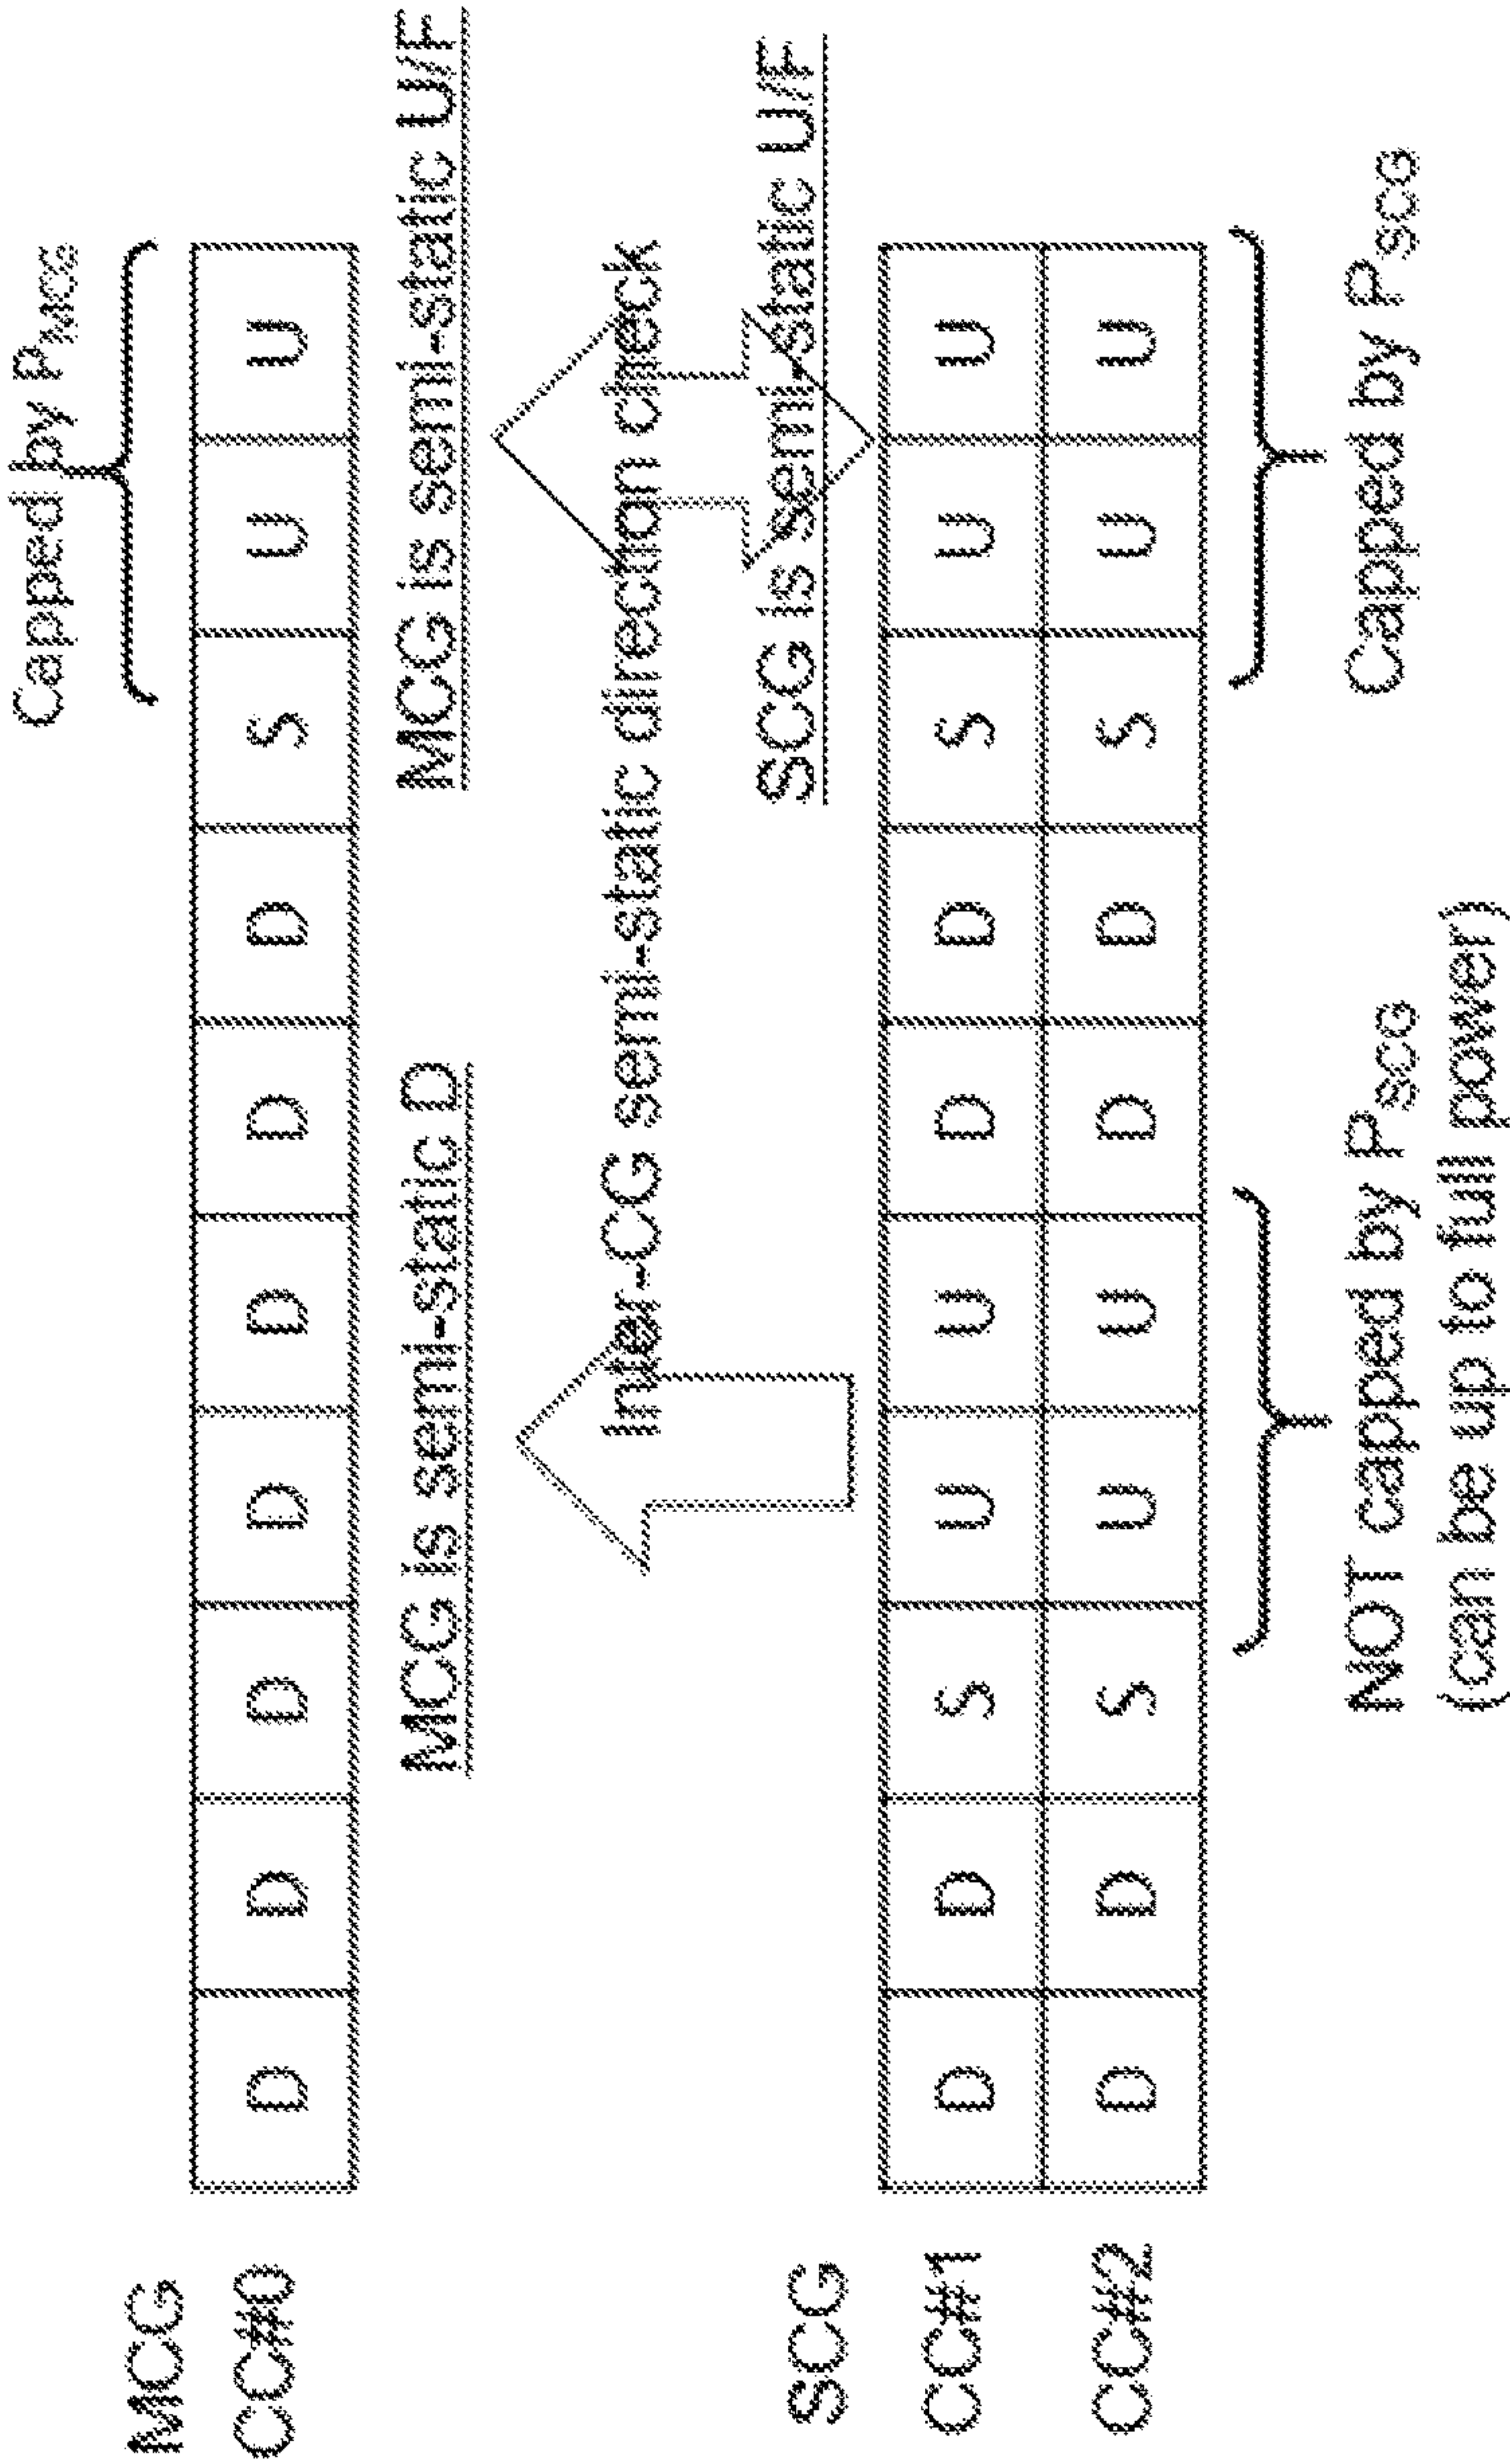 Capped by PMCG
MCG
CC#0 D D D D D D D S U U
MCG is semi-static D MCG is semi-static U/F
Inter-CG semi-static direction check
SCG is semi-static U/F
SCG
CC#1 D D S U U D D S U U
CC#2 D D S U U D D S U U
NOT capped by PSCG Capped by PSCG
(can be up to full power)